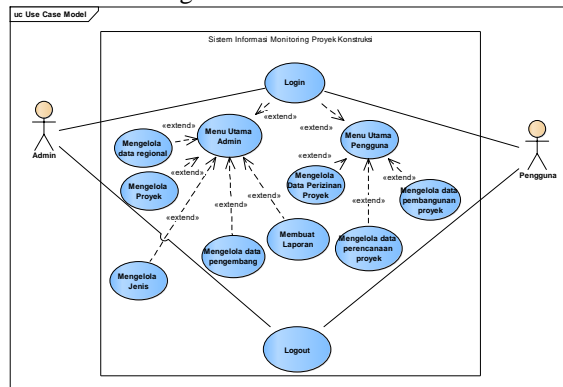 uc Use Case Model
Sistem Informasi Monitoring Proyek Konstruksi
Login
«extend»
«extend»
«extend»
Menu Utama
Admin
Menu Utama
Pengguna
Admin
Pengguna
Mengelola
data regional
«extend»
«extend»
«extend»
Mengelola
Proyek
Mengelola
Data Perizinan
Proyek
Mengelola data
pembangunan
proyek
«extend»
«extend»
«extend»
«extend»
Mengelola
Jenis
Mengelola data
pengembang
Membuat
Laporan
Mengelola data
perencanaan
proyek
Logout